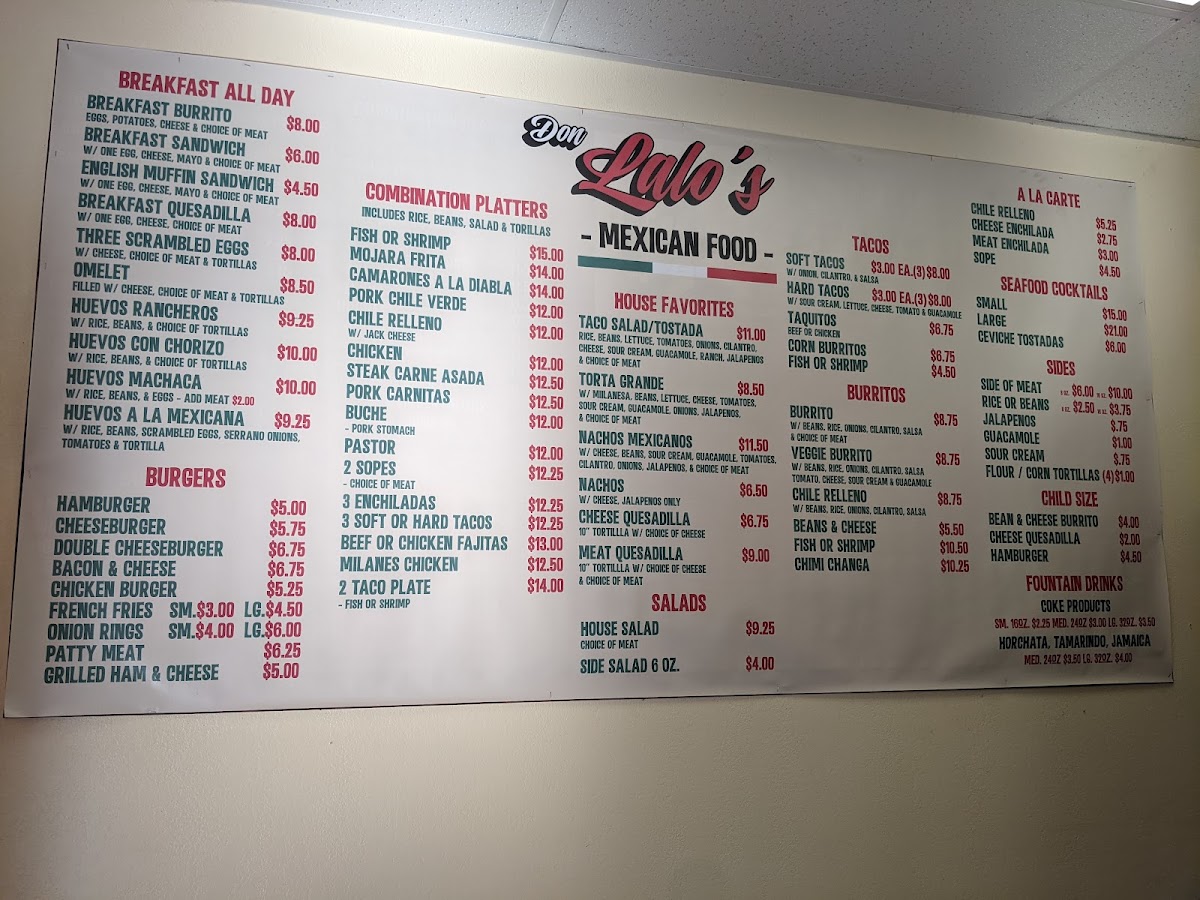 BREAKFAST ALL DAY
BREAKFAST BURRITO $8.00
EGGS, POTATOES, CHEESE & CHOICE OF MEAT
BREAKFAST SANDWICH $6.00
W/ ONE EGG, CHEESE, MAYO & CHOICE OF MEAT
ENGLISH MUFFIN SANDWICH $4.50
W/ ONE EGG, CHEESE, MAYO & CHOICE OF MEAT
BREAKFAST QUESADILLA $8.00
W/ ONE EGG, CHEESE, CHOICE OF MEAT
THREE SCRAMBLED EGGS $8.00
W/ CHEESE, CHOICE OF MEAT & TORTILLAS
OMELET $8.50
FILLED W/ CHEESE, CHOICE OF MEAT & TORTILLAS
HUEVOS RANCHEROS $9.25
W/ RICE, BEANS, & CHOICE OF TORTILLAS
HUEVOS CON CHORIZO $10.00
W/ RICE, BEANS, & CHOICE OF TORTILLAS
HUEVOS MACHACA $10.00
W/ RICE, BEANS, & EGGS - ADD MEAT $2.00
HUEVOS A LA MEXICANA $9.25
W/ RICE, BEANS, SCRAMBLED EGGS, SERRANO ONIONS,
TOMATOES & TORTILLA
BURGERS
HAMBURGER $5.00
CHEESEBURGER $5.75
DOUBLE CHEESEBURGER $6.75
BACON & CHEESE $6.75
CHICKEN BURGER $5.25
FRENCH FRIES SM.$3.00 LG.$4.50
ONION RINGS SM.$4.00 LG.$6.00
PATTY MEAT $6.25
GRILLED HAM & CHEESE $5.00
COMBINATION PLATTERS
INCLUDES RICE, BEANS, SALAD & TORILLAS
FISH OR SHRIMP $15.00
MOJARA FRITA $14.00
CAMARONES A LA DIABLA $14.00
PORK CHILE VERDE $12.00
CHILE RELLENO $12.00
W/ JACK CHEESE
CHICKEN $12.00
STEAK CARNE ASADA $12.50
PORK CARNITAS $12.50
BUCHE $12.00
- PORK STOMACH
PASTOR $12.00
2 SOPES $12.25
- CHOICE OF MEAT
3 ENCHILADAS $12.25
3 SOFT OR HARD TACOS $12.25
BEEF OR CHICKEN FAJITAS $13.00
MILANES CHICKEN $12.50
2 TACO PLATE $14.00
- FISH OR SHRIMP
Don
Lalo's
- MEXICAN FOOD -
HOUSE FAVORITES
TACO SALAD/TOSTADA $11.00
RICE, BEANS, LETTUCE, TOMATOES, ONIONS, CILANTRO,
CHEESE, SOUR CREAM, GUACAMOLE, RANCH, JALAPENOS
& CHOICE OF MEAT
TORTA GRANDE $8.50
W/ MILANESA, BEANS, LETTUCE, CHEESE, TOMATOES,
SOUR CREAM, GUACAMOLE, ONIONS, JALAPENOS,
& CHOICE OF MEAT
NACHOS MEXICANOS $11.50
W/ CHEESE, BEANS, SOUR CREAM, GUACAMOLE, TOMATOES,
CILANTRO, ONIONS, JALAPENOS, & CHOICE OF MEAT
NACHOS $6.50
W/ CHEESE, JALAPENOS ONLY
CHEESE QUESADILLA $6.75
10" TORTILLLA W/ CHOICE OF CHEESE
MEAT QUESADILLA $9.00
10" TORTILLLA W/ CHOICE OF CHEESE
& CHOICE OF MEAT
SALADS
HOUSE SALAD $9.25
CHOICE OF MEAT
SIDE SALAD 6 OZ. $4.00
TACOS
SOFT TACOS $3.00 EA.(3) $8.00
W/ ONION, CILANTRO, & SALSA
HARD TACOS $3.00 EA.(3) $8.00
W/ SOUR CREAM, LETTUCE, CHEESE, TOMATO & GUACAMOLE
TAQUITOS $6.75
BEEF OR CHICKEN
CORN BURRITOS $6.75
FISH OR SHRIMP $4.50
BURRITOS
BURRITO $8.75
W/ BEANS, RICE, ONIONS, CILANTRO, SALSA
& CHOICE OF MEAT
VEGGIE BURRITO $8.75
W/ BEANS, RICE, ONIONS, CILANTRO, SALSA
TOMATO, CHEESE, SOUR CREAM & GUACAMOLE
CHILE RELLENO $8.75
W/ BEANS, RICE, ONIONS, CILANTRO, SALSA
BEANS & CHEESE $5.50
FISH OR SHRIMP $10.50
CHIMI CHANGA $10.25
A LA CARTE
CHILE RELLENO $5.25
CHEESE ENCHILADA $2.75
MEAT ENCHILADA $3.00
SOPE $4.50
SEAFOOD COCKTAILS
SMALL $15.00
LARGE $21.00
CEVICHE TOSTADAS $6.00
SIDES
SIDE OF MEAT $6.00 $10.00
RICE OR BEANS $2.50 $3.75
JALAPENOS $.75
GUACAMOLE $1.00
SOUR CREAM $.75
FLOUR / CORN TORTILLAS (4) $1.00
CHILD SIZE
BEAN & CHEESE BURRITO $4.00
CHEESE QUESADILLA $2.00
HAMBURGER $4.50
FOUNTAIN DRINKS
COKE PRODUCTS
SM. 16OZ. $2.25 MED. 24OZ $3.00 LG. 32OZ. $3.50
HORCHATA, TAMARINDO, JAMAICA
MED. 24OZ $3.50 LG. 32OZ. $4.00